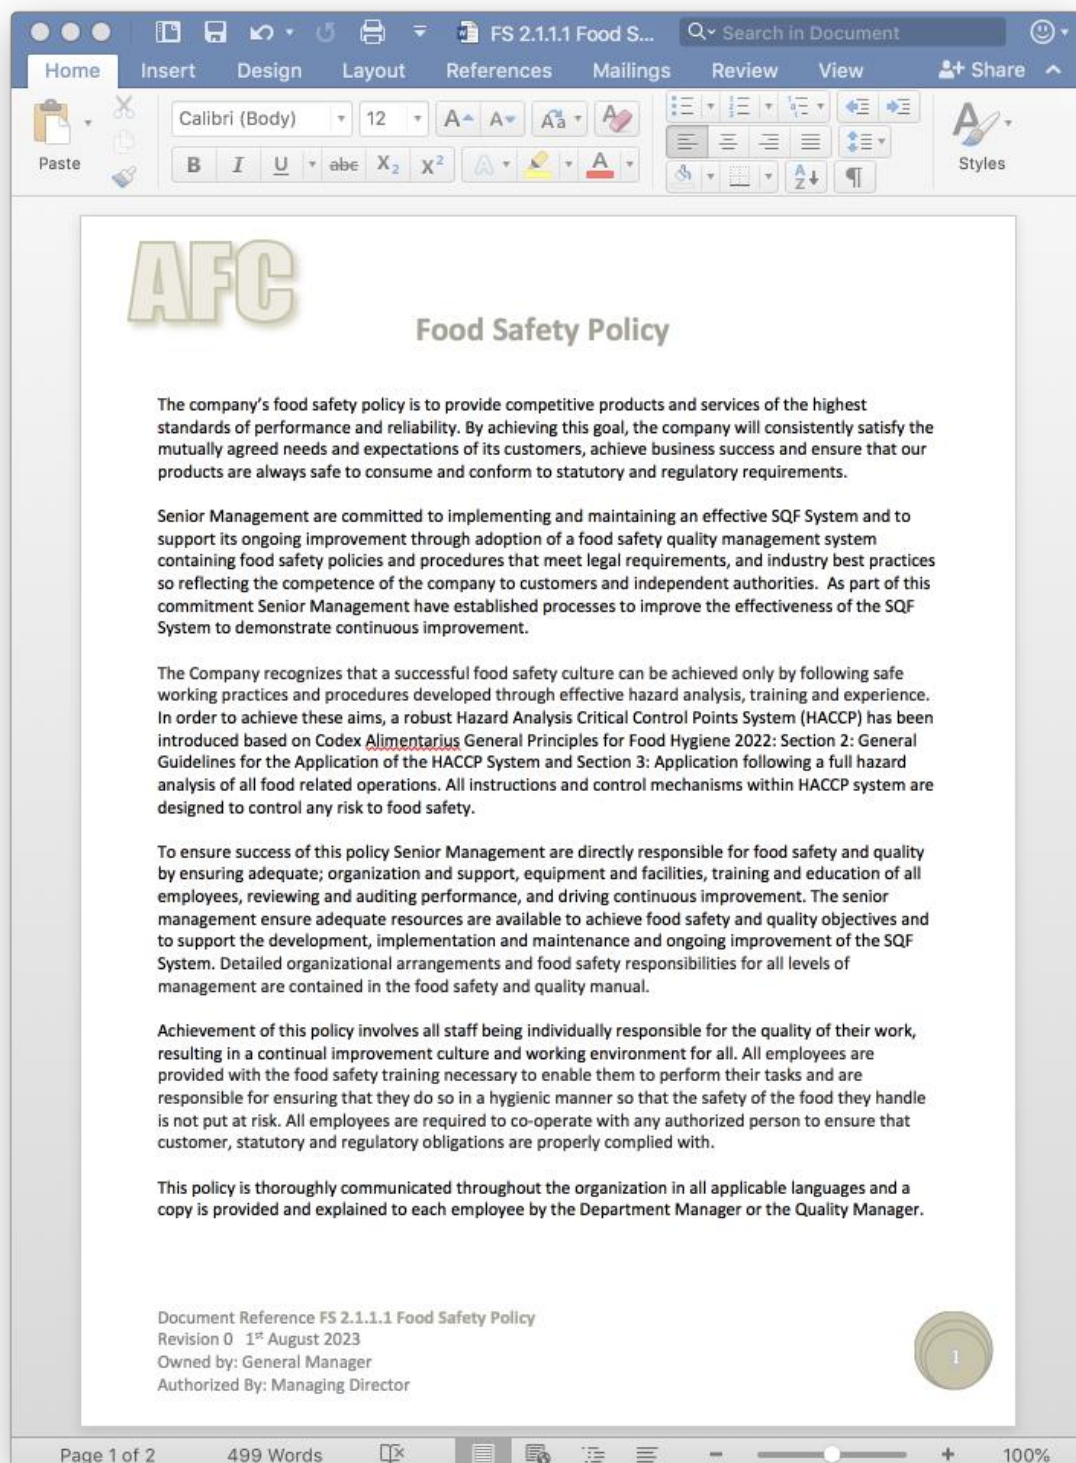 FS 2.1.1.1 Food S...
Search in Document
Home Insert Design Layout References Mailings Review View Share
Paste
Calibri (Body) 12
B I U abc X₂ X²
Styles
AFC
Food Safety Policy
The company's food safety policy is to provide competitive products and services of the highest
standards of performance and reliability. By achieving this goal, the company will consistently satisfy the
mutually agreed needs and expectations of its customers, achieve business success and ensure that our
products are always safe to consume and conform to statutory and regulatory requirements.
Senior Management are committed to implementing and maintaining an effective SQF System and to
support its ongoing improvement through adoption of a food safety quality management system
containing food safety policies and procedures that meet legal requirements, and industry best practices
so reflecting the competence of the company to customers and independent authorities.  As part of this
commitment Senior Management have established processes to improve the effectiveness of the SQF
System to demonstrate continuous improvement.
The Company recognizes that a successful food safety culture can be achieved only by following safe
working practices and procedures developed through effective hazard analysis, training and experience.
In order to achieve these aims, a robust Hazard Analysis Critical Control Points System (HACCP) has been
introduced based on Codex Alimentarius General Principles for Food Hygiene 2022: Section 2: General
Guidelines for the Application of the HACCP System and Section 3: Application following a full hazard
analysis of all food related operations. All instructions and control mechanisms within HACCP system are
designed to control any risk to food safety.
To ensure success of this policy Senior Management are directly responsible for food safety and quality
by ensuring adequate; organization and support, equipment and facilities, training and education of all
employees, reviewing and auditing performance, and driving continuous improvement. The senior
management ensure adequate resources are available to achieve food safety and quality objectives and
to support the development, implementation and maintenance and ongoing improvement of the SQF
System. Detailed organizational arrangements and food safety responsibilities for all levels of
management are contained in the food safety and quality manual.
Achievement of this policy involves all staff being individually responsible for the quality of their work,
resulting in a continual improvement culture and working environment for all. All employees are
provided with the food safety training necessary to enable them to perform their tasks and are
responsible for ensuring that they do so in a hygienic manner so that the safety of the food they handle
is not put at risk. All employees are required to co-operate with any authorized person to ensure that
customer, statutory and regulatory obligations are properly complied with.
This policy is thoroughly communicated throughout the organization in all applicable languages and a
copy is provided and explained to each employee by the Department Manager or the Quality Manager.
Document Reference FS 2.1.1.1 Food Safety Policy
Revision 0 1st August 2023
Owned by: General Manager
Authorized By: Managing Director
1
Page 1 of 2 499 Words 100%